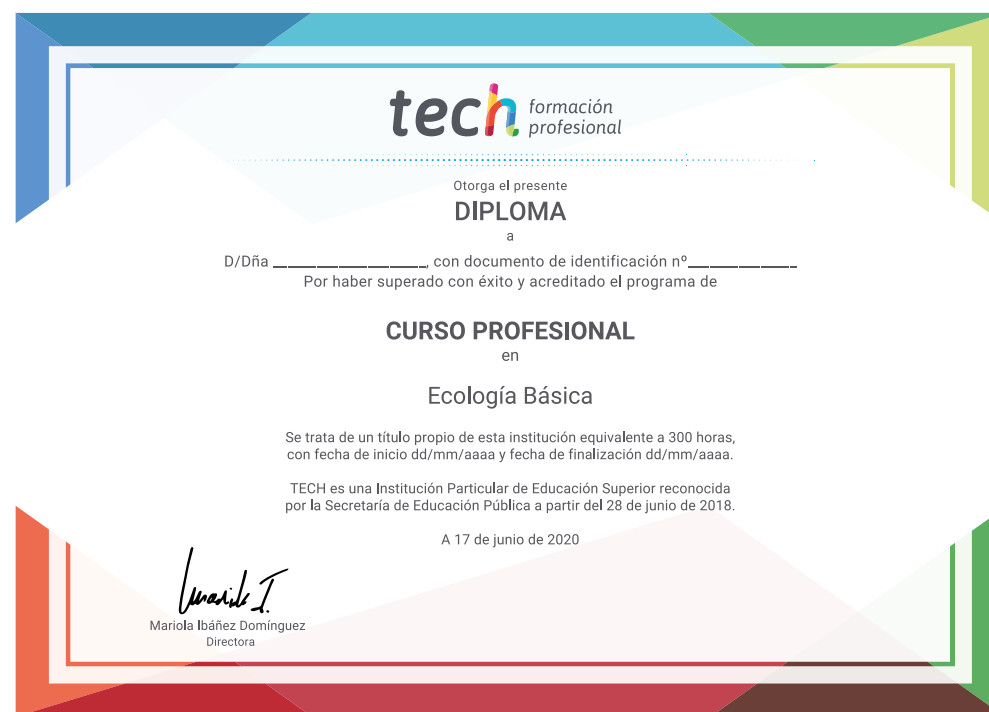 tech formación
profesional
Otorga el presente
DIPLOMA
a
D/Dña ____________________, con documento de identificación nº______________
Por haber superado con éxito y acreditado el programa de
CURSO PROFESIONAL
en
Ecología Básica
Se trata de un título propio de esta institución equivalente a 300 horas,
con fecha de inicio dd/mm/aaaa y fecha de finalización dd/mm/aaaa.
TECH es una Institución Particular de Educación Superior reconocida
por la Secretaría de Educación Pública a partir del 28 de junio de 2018.
A 17 de junio de 2020
Mariola Ibáñez Domínguez
Directora